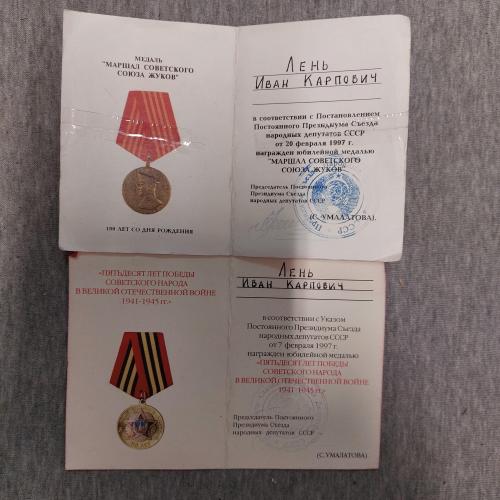 МЕДАЛЬ
"МАРШАЛ СОВЕТСКОГО
СОЮЗА ЖУКОВ"
100 ЛЕТ СО ДНЯ РОЖДЕНИЯ
ЛЕНЬ
ИВАН КАРПОВИЧ
в соответствии с Постановлением
Постоянного Президиума Съезда
народных депутатов СССР
от 20 февраля 1997 г.
награжден юбилейной медалью
"МАРШАЛ СОВЕТСКОГО
СОЮЗА ЖУКОВ"
Председатель Постоянного
Президиума Съезда
народных депутатов СССР
(С. УМАЛАТОВА).
«ПЯТЬДЕСЯТ ЛЕТ ПОБЕДЫ
СОВЕТСКОГО НАРОДА
В ВЕЛИКОЙ ОТЕЧЕСТВЕННОЙ ВОЙНЕ
1941-1945 гг.»
ЛЕНЬ
ИВАН КАРПОВИЧ
в соответствии с Указом
Постоянного Президиума Съезда
народных депутатов СССР
от 7 февраля 1997 г.
награжден юбилейной медалью
«ПЯТЬДЕСЯТ ЛЕТ ПОБЕДЫ
СОВЕТСКОГО НАРОДА
В ВЕЛИКОЙ ОТЕЧЕСТВЕННОЙ ВОЙНЕ
1941-1945 гг.»
Председатель Постоянного
Президиума Съезда
народных депутатов СССР
(С.УМАЛАТОВА)